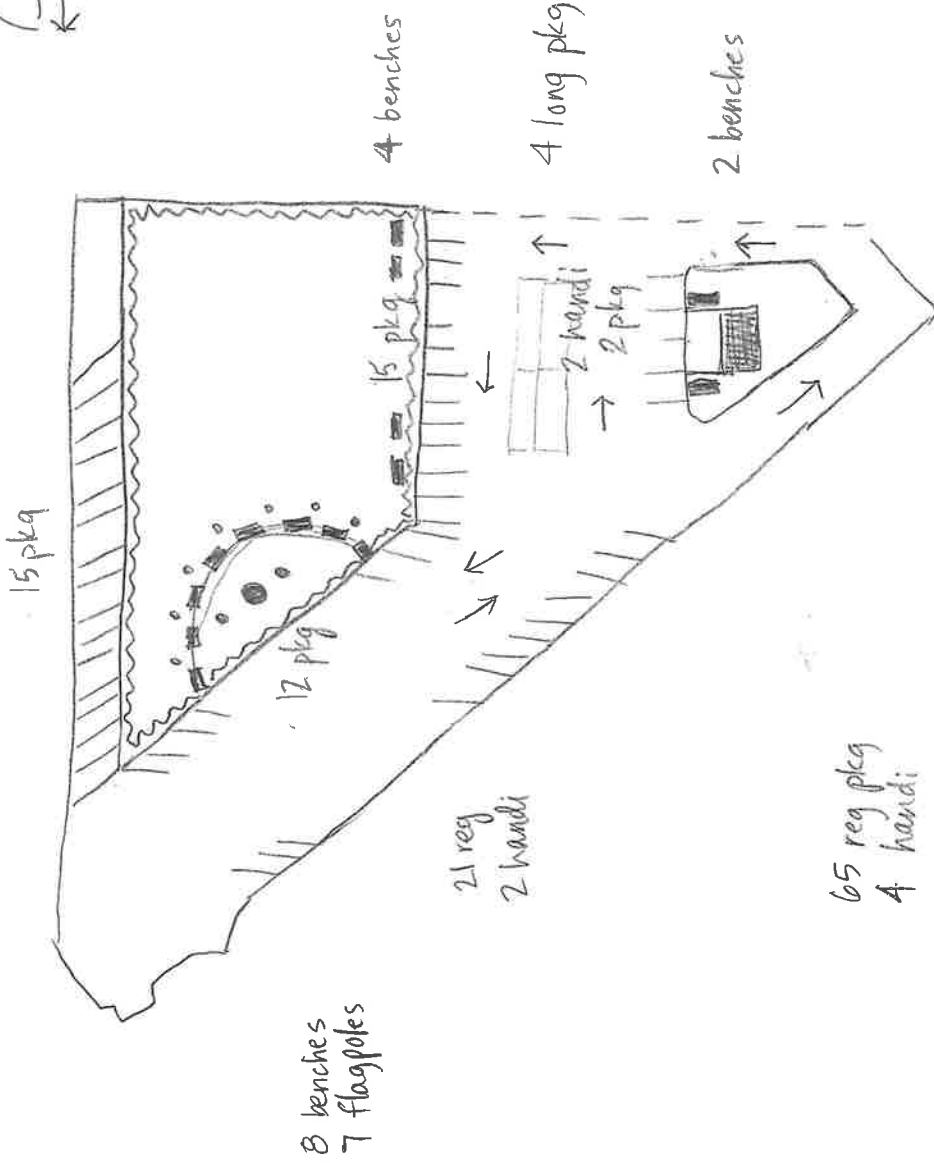 15 pkg
4 benches
4 long pkg
2 benches
15 pkg
2 handi
2 pkg
12 pkg
21 reg
2 handi
65 reg pkg
4 handi
8 benches
7 flagpoles